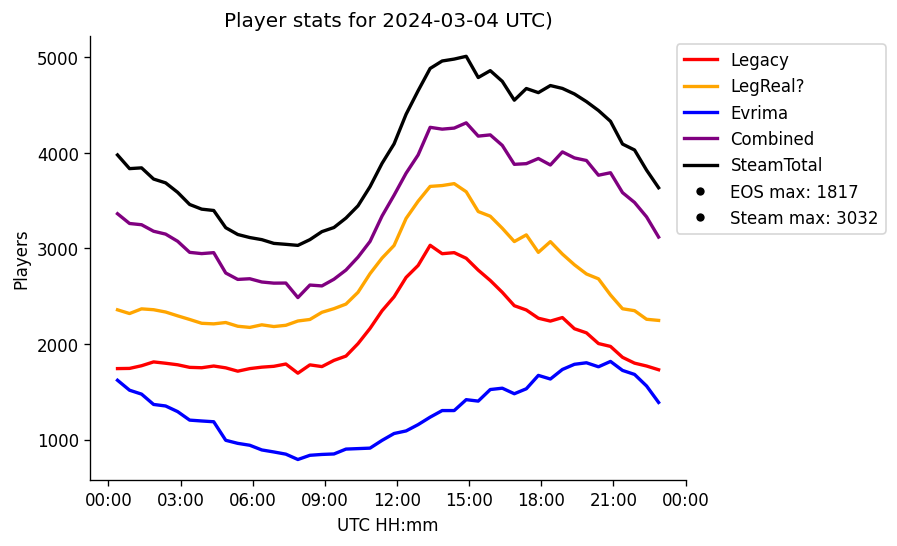 Player stats for 2024-03-04 UTC)
5000
4000
3000
2000
1000
Players
00:00 03:00 06:00 09:00 12:00 15:00 18:00 21:00 00:00
UTC HH:mm
Legacy
LegReal?
Evrima
Combined
SteamTotal
EOS max: 1817
Steam max: 3032